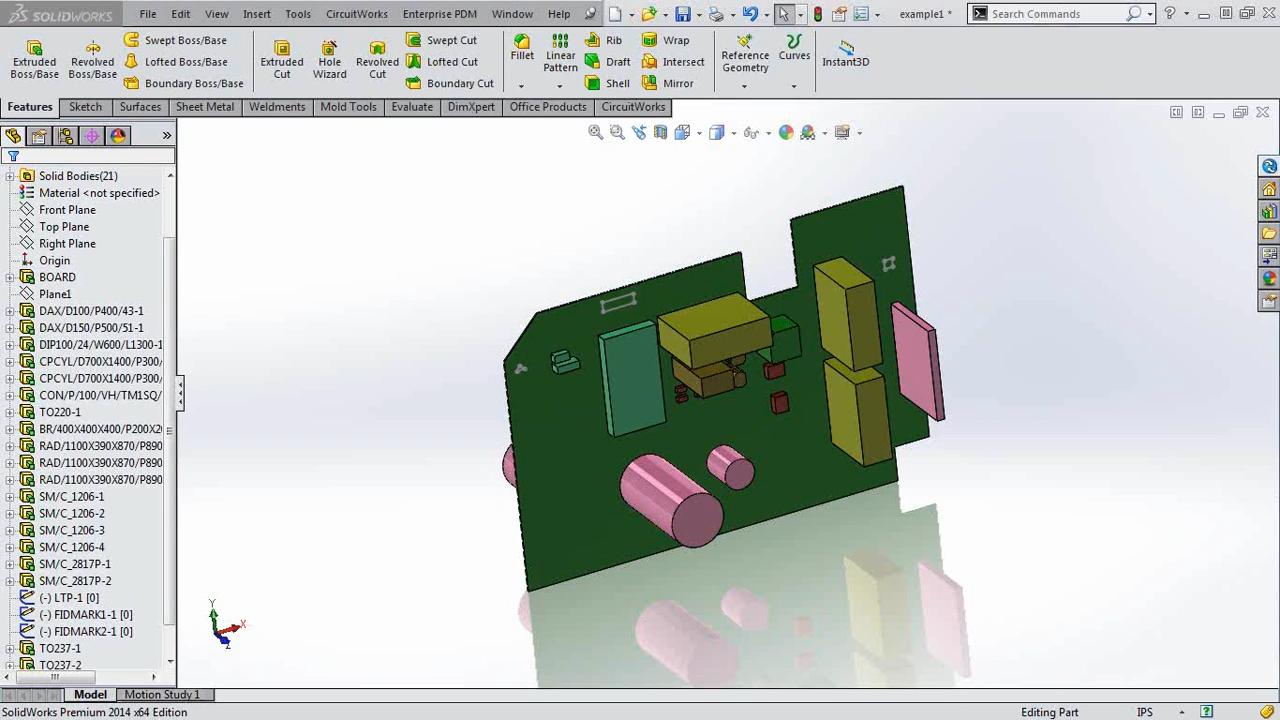 SOLIDWORKS File Edit View Insert Tools CircuitWorks Enterprise PDM Window Help example1 * Search Commands
Extruded Boss/Base
Revolved Boss/Base
Swept Boss/Base
Lofted Boss/Base
Boundary Boss/Base
Extruded Cut
Hole Wizard
Revolved Cut
Swept Cut
Lofted Cut
Boundary Cut
Fillet
Linear Pattern
Rib
Draft
Shell
Wrap
Intersect
Mirror
Reference Geometry
Curves
Instant3D
Features Sketch Surfaces Sheet Metal Weldments Mold Tools Evaluate DimXpert Office Products CircuitWorks
Solid Bodies(21)
Material <not specified>
Front Plane
Top Plane
Right Plane
Origin
BOARD
Plane1
DAX/D100/P400/43-1
DAX/D150/P500/51-1
DIP100/24/W600/L1300-1
CPCYL/D700X1400/P300/
CPCYL/D700X1400/P300/
CON/P/100/VH/TM1SQ/
TO220-1
BR/400X400X400/P200X20
RAD/1100X390X870/P890
RAD/1100X390X870/P890
RAD/1100X390X870/P890
SM/C_1206-1
SM/C_1206-2
SM/C_1206-3
SM/C_1206-4
SM/C_2817P-1
SM/C_2817P-2
(-) LTP-1 [0]
(-) FIDMARK1-1 [0]
(-) FIDMARK2-1 [0]
TO237-1
TO237-2
Y
X
Z
Model Motion Study 1
SolidWorks Premium 2014 x64 Edition Editing Part IPS